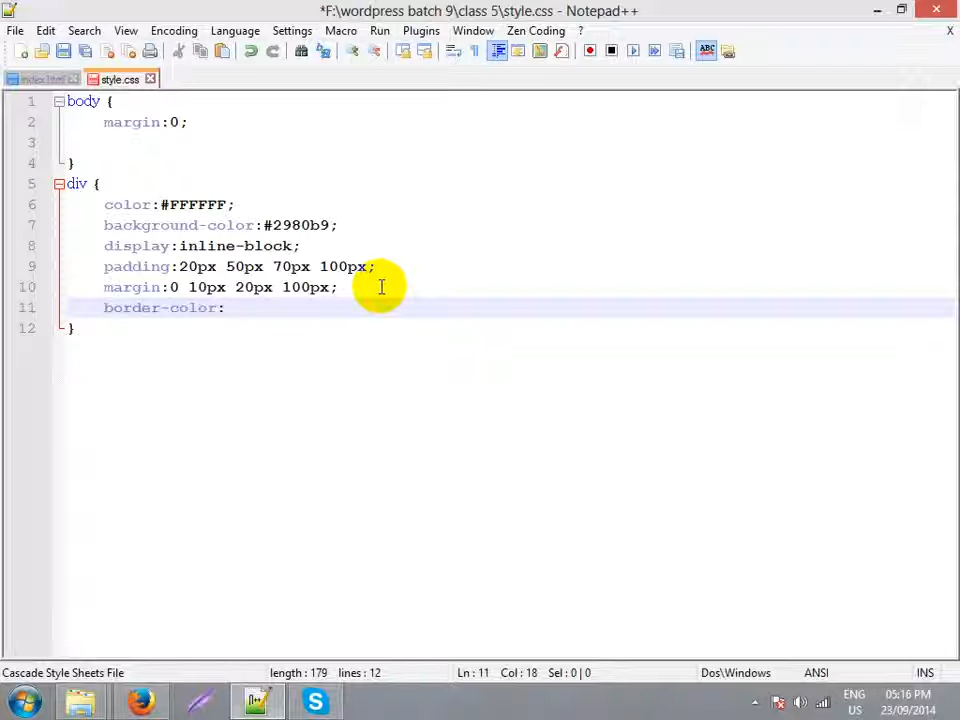 *F:\wordpress batch 9\class 5\style.css - Notepad++
File Edit Search View Encoding Language Settings Macro Run Plugins Window Zen Coding ? X
index.html style.css
1 body {
2 margin:0;
3
4 }
5 div {
6 color:#FFFFFF;
7 background-color:#2980b9;
8 display:inline-block;
9 padding:20px 50px 70px 100px;
10 margin:0 10px 20px 100px;
11 border-color:
12 }
Cascade Style Sheets File length : 179 lines : 12 Ln : 11 Col : 18 Sel : 0 | 0 Dos\Windows ANSI INS
ENG 05:16 PM
US 23/09/2014